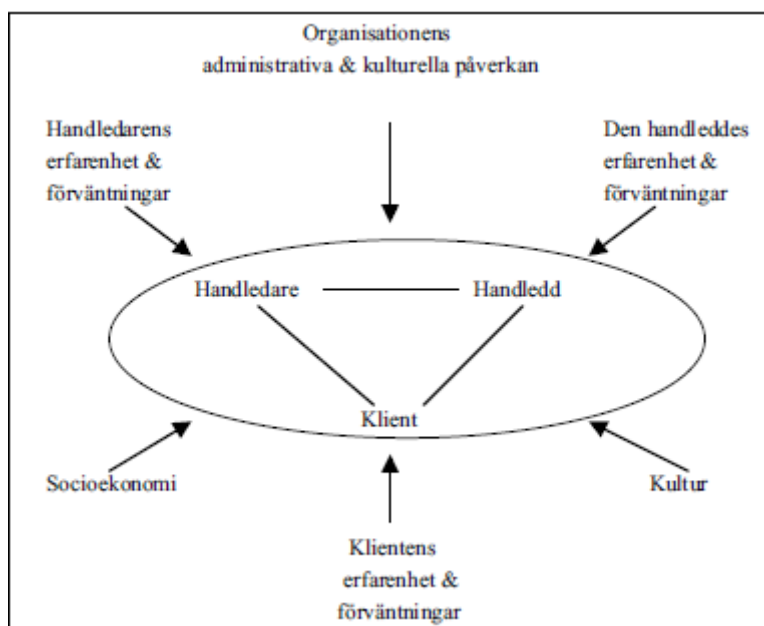 Organisationens
administrativa & kulturella påverkan
Handledarens
erfarenhet &
förväntningar
Den handleddes
erfarenhet &
förväntningar
Handledare
Handledd
Klient
Socioekonomi
Kultur
Klientens
erfarenhet &
förväntningar